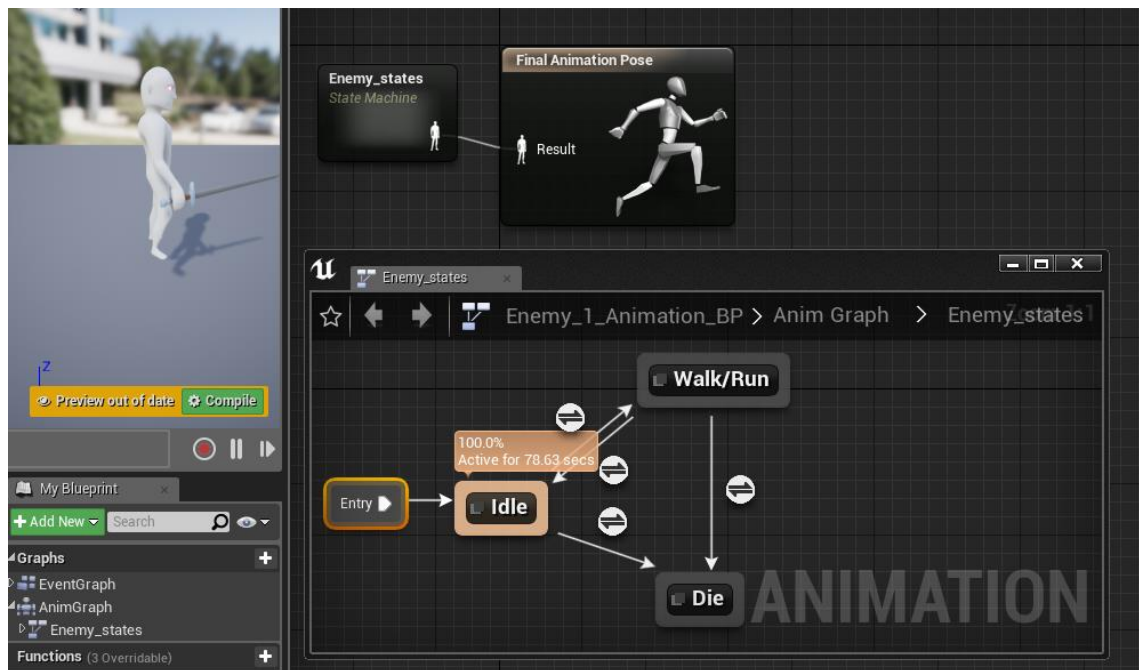 Enemy_states
State Machine
Final Animation Pose
Result
Enemy_states
Enemy_1_Animation_BP > Anim Graph > Enemy_states
Walk/Run
100.0%
Active for 78.63 secs
Entry
Idle
Die
ANIMATION
Z
Preview out of date
Compile
My Blueprint
+ Add New
Search
Graphs
EventGraph
AnimGraph
Enemy_states
Functions (3 Overridable)